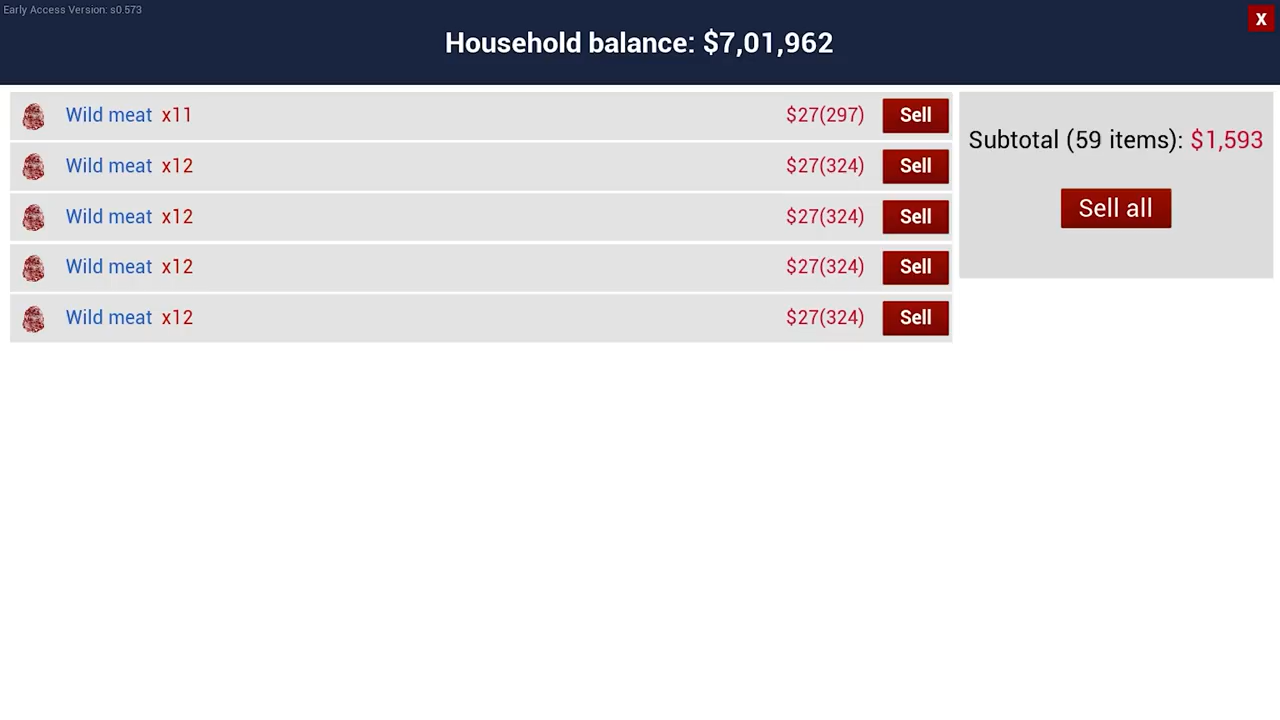 Early Access Version: s0.573
X
Household balance: $7,01,962
Wild meat x11 $27(297) Sell
Wild meat x12 $27(324) Sell
Wild meat x12 $27(324) Sell
Wild meat x12 $27(324) Sell
Wild meat x12 $27(324) Sell
Subtotal (59 items): $1,593
Sell all